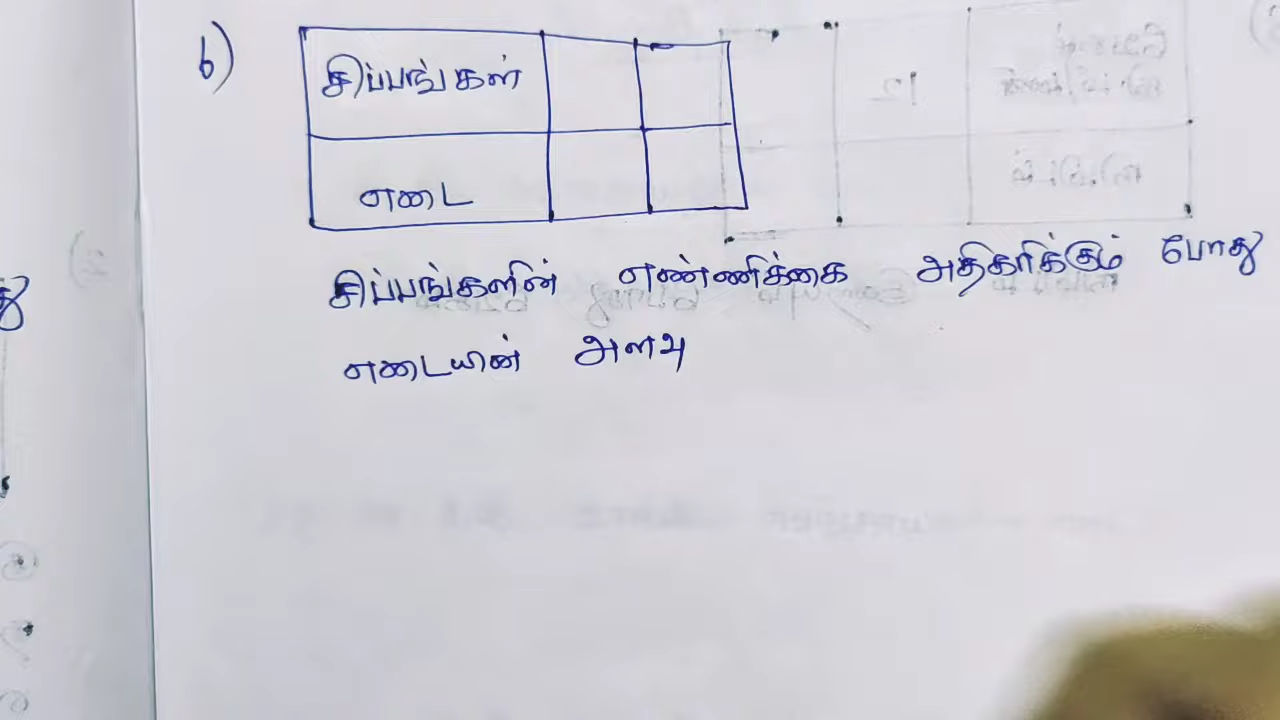 6)
சிப்பங்கள்
எடை
சிப்பங்களின் எண்ணிக்கை அதிகரிக்கும் போது
எடையின் அளவு